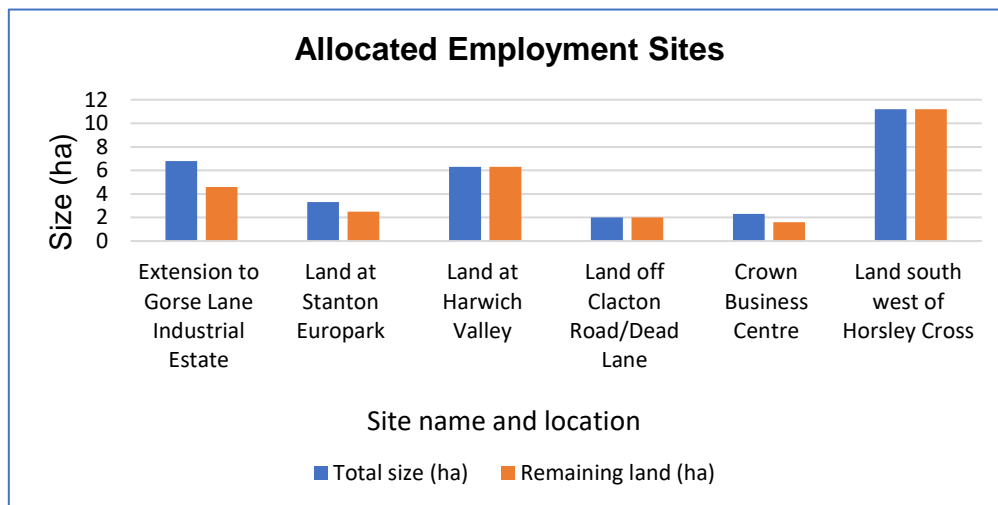 Allocated Employment Sites
Size (ha)
12
10
8
6
4
2
0
Extension to
Gorse Lane
Industrial
Estate
Land at
Stanton
Europark
Land at
Harwich
Valley
Land off
Clacton
Road/Dead
Lane
Crown
Business
Centre
Land south
west of
Horsley Cross
Site name and location
Total size (ha)
Remaining land (ha)